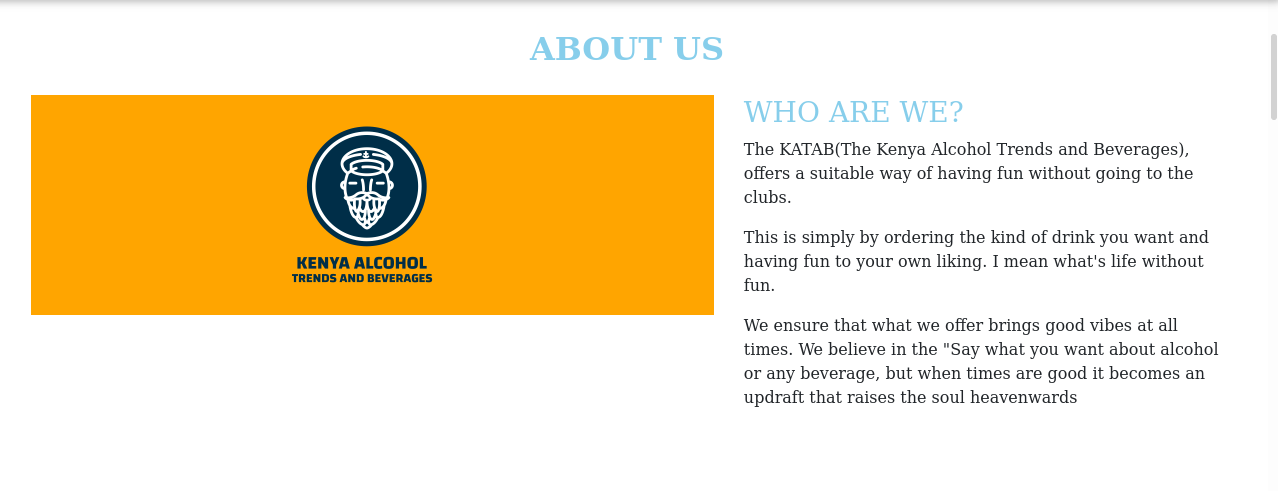 ABOUT US
KENYA ALCOHOL
TRENDS AND BEVERAGES
WHO ARE WE?
The KATAB(The Kenya Alcohol Trends and Beverages),
offers a suitable way of having fun without going to the
clubs.
This is simply by ordering the kind of drink you want and
having fun to your own liking. I mean what's life without
fun.
We ensure that what we offer brings good vibes at all
times. We believe in the "Say what you want about alcohol
or any beverage, but when times are good it becomes an
updraft that raises the soul heavenwards